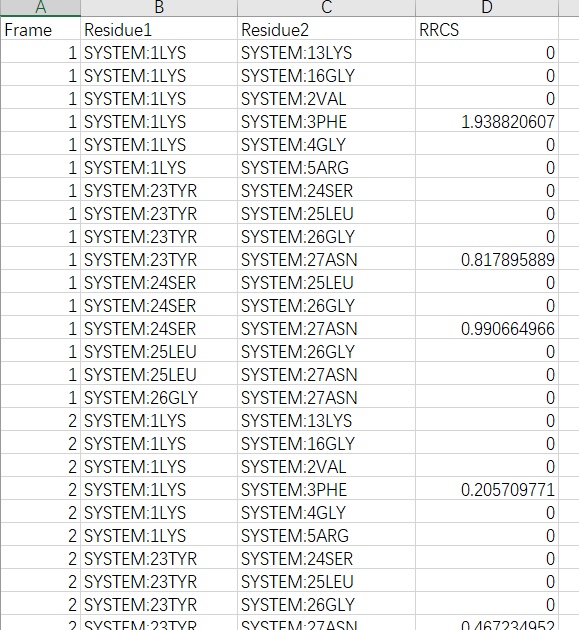 A B C D
Frame Residue1 Residue2 RRCS
1 SYSTEM:1LYS SYSTEM:13LYS 0
1 SYSTEM:1LYS SYSTEM:16GLY 0
1 SYSTEM:1LYS SYSTEM:2VAL 0
1 SYSTEM:1LYS SYSTEM:3PHE 1.938820607
1 SYSTEM:1LYS SYSTEM:4GLY 0
1 SYSTEM:1LYS SYSTEM:5ARG 0
1 SYSTEM:23TYR SYSTEM:24SER 0
1 SYSTEM:23TYR SYSTEM:25LEU 0
1 SYSTEM:23TYR SYSTEM:26GLY 0
1 SYSTEM:23TYR SYSTEM:27ASN 0.817895889
1 SYSTEM:24SER SYSTEM:25LEU 0
1 SYSTEM:24SER SYSTEM:26GLY 0
1 SYSTEM:24SER SYSTEM:27ASN 0.990664966
1 SYSTEM:25LEU SYSTEM:26GLY 0
1 SYSTEM:25LEU SYSTEM:27ASN 0
1 SYSTEM:26GLY SYSTEM:27ASN 0
2 SYSTEM:1LYS SYSTEM:13LYS 0
2 SYSTEM:1LYS SYSTEM:16GLY 0
2 SYSTEM:1LYS SYSTEM:2VAL 0
2 SYSTEM:1LYS SYSTEM:3PHE 0.205709771
2 SYSTEM:1LYS SYSTEM:4GLY 0
2 SYSTEM:1LYS SYSTEM:5ARG 0
2 SYSTEM:23TYR SYSTEM:24SER 0
2 SYSTEM:23TYR SYSTEM:25LEU 0
2 SYSTEM:23TYR SYSTEM:26GLY 0
2 SYSTEM:23TYR SYSTEM:27ASN 0.467234952